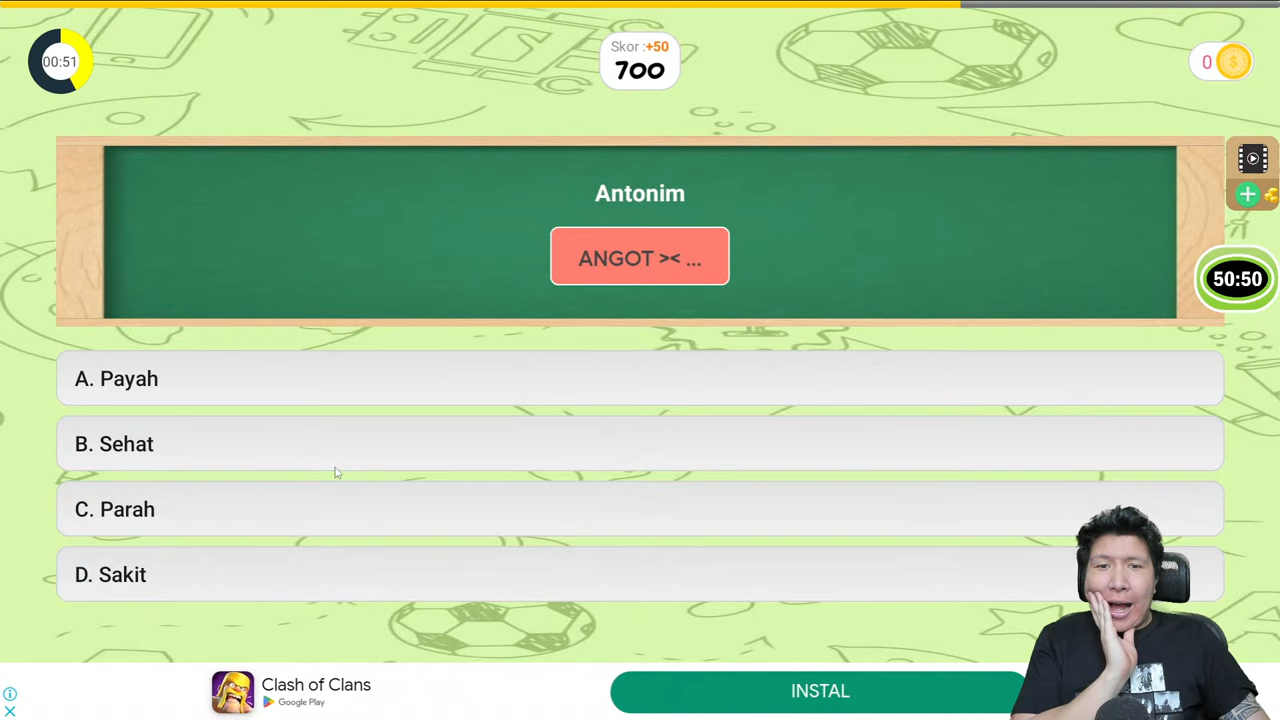 00:51
Skor :+50
700
0
Antonim
ANGOT >< ...
50:50
A. Payah
B. Sehat
C. Parah
D. Sakit
Clash of Clans
Google Play
INSTAL